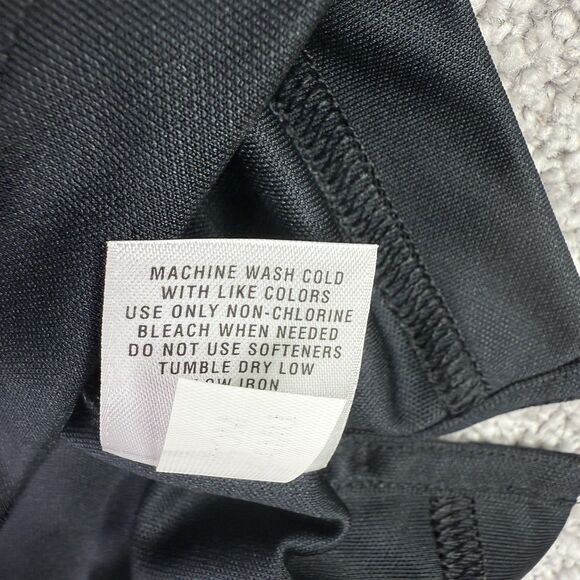 MACHINE WASH COLD
WITH LIKE COLORS
USE ONLY NON-CHLORINE
BLEACH WHEN NEEDED
DO NOT USE SOFTENERS
TUMBLE DRY LOW
LOW IRON